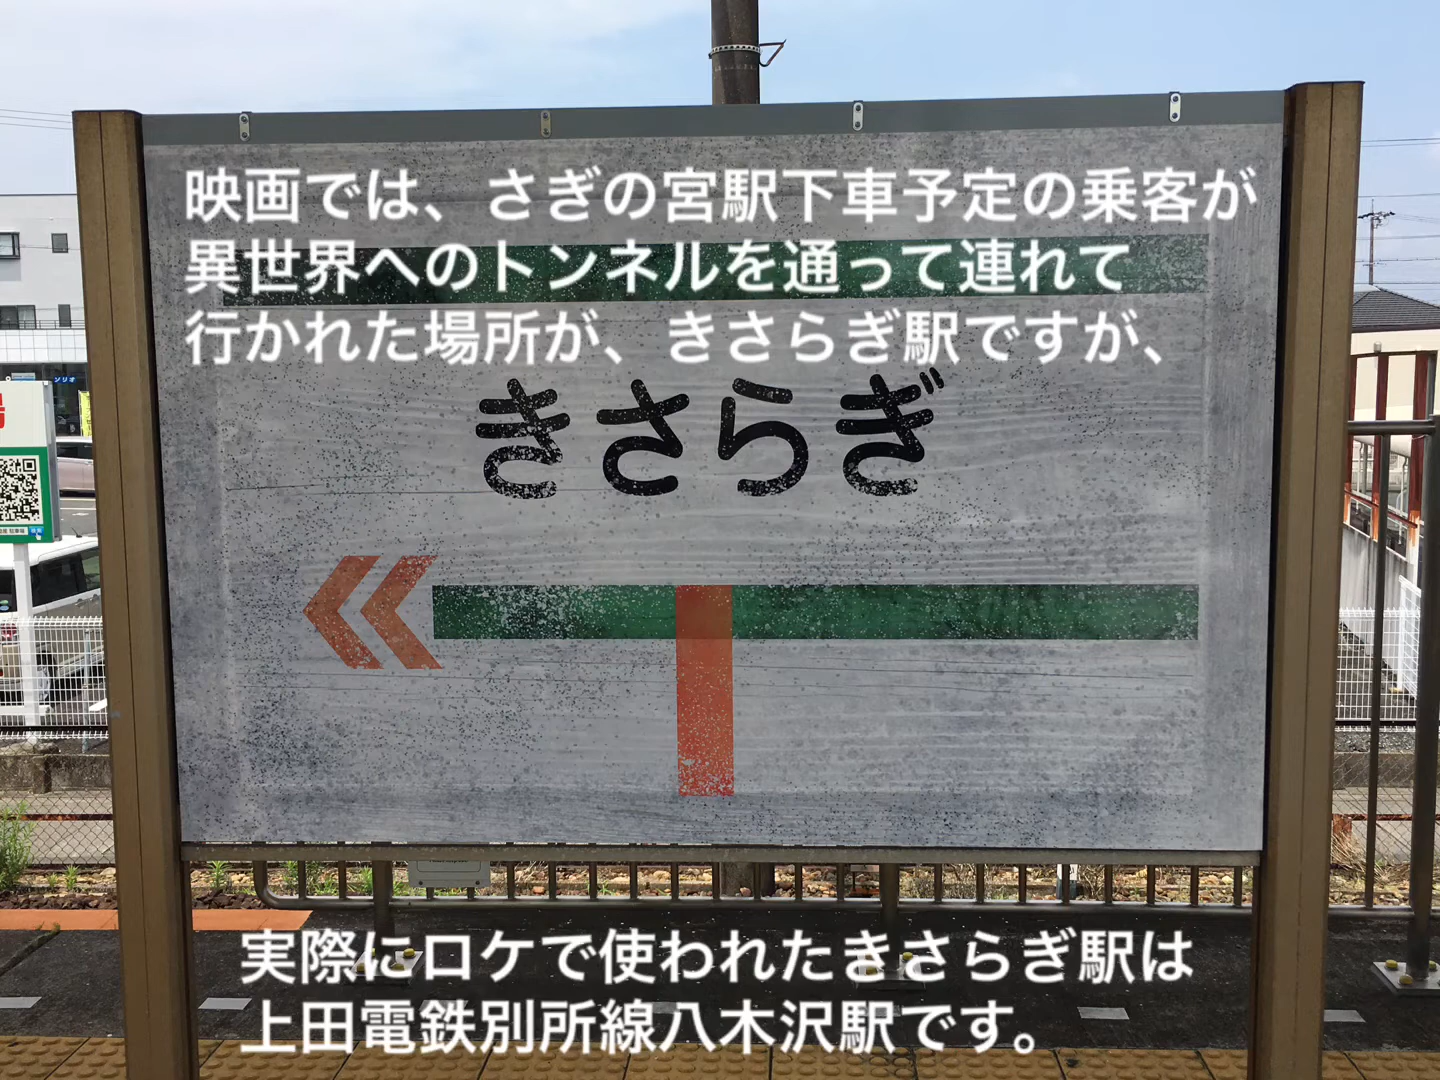 映画では、さぎの宮駅下車予定の乗客が
異世界へのトンネルを通って連れて
行かれた場所が、きさらぎ駅ですが、
きさらぎ
実際にロケで使われたきさらぎ駅は
上田電鉄別所線八木沢駅です。